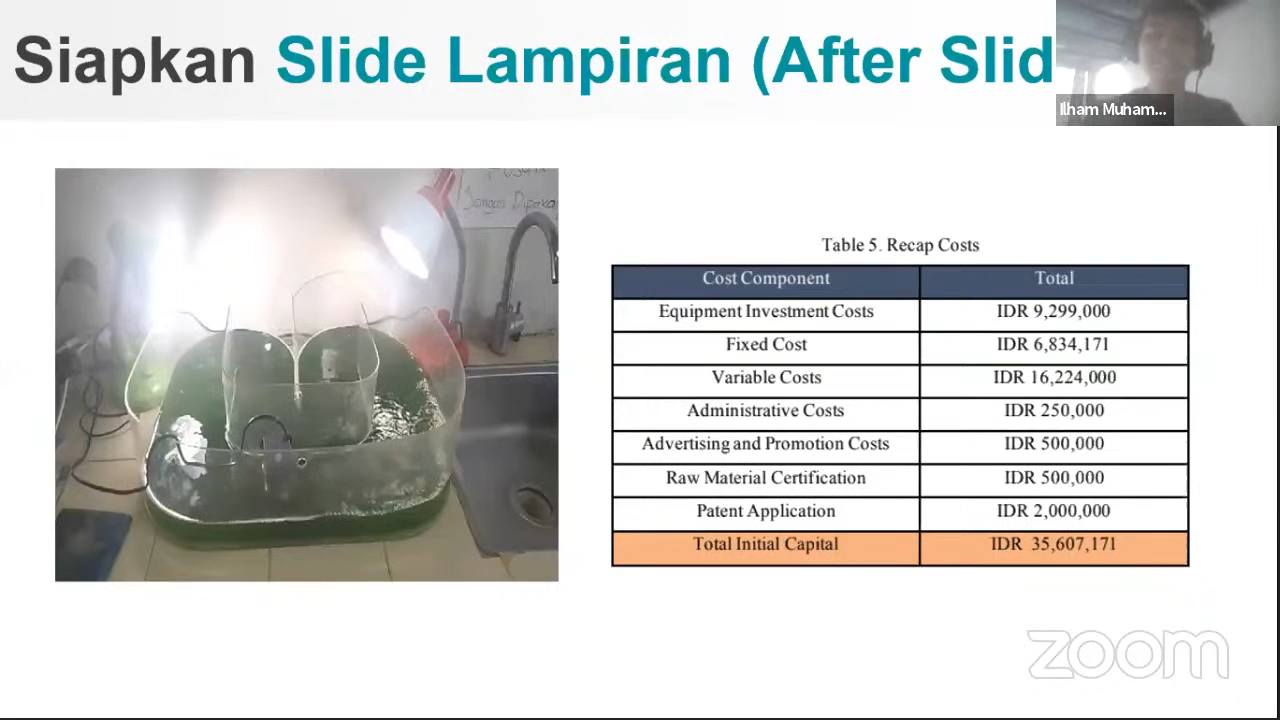 Siapkan Slide Lampiran (After Slid
Ilham Muham...
Jangan Dipakai
Table 5. Recap Costs
Cost Component Total
Equipment Investment Costs IDR 9,299,000
Fixed Cost IDR 6,834,171
Variable Costs IDR 16,224,000
Administrative Costs IDR 250,000
Advertising and Promotion Costs IDR 500,000
Raw Material Certification IDR 500,000
Patent Application IDR 2,000,000
Total Initial Capital IDR 35,607,171
zoom